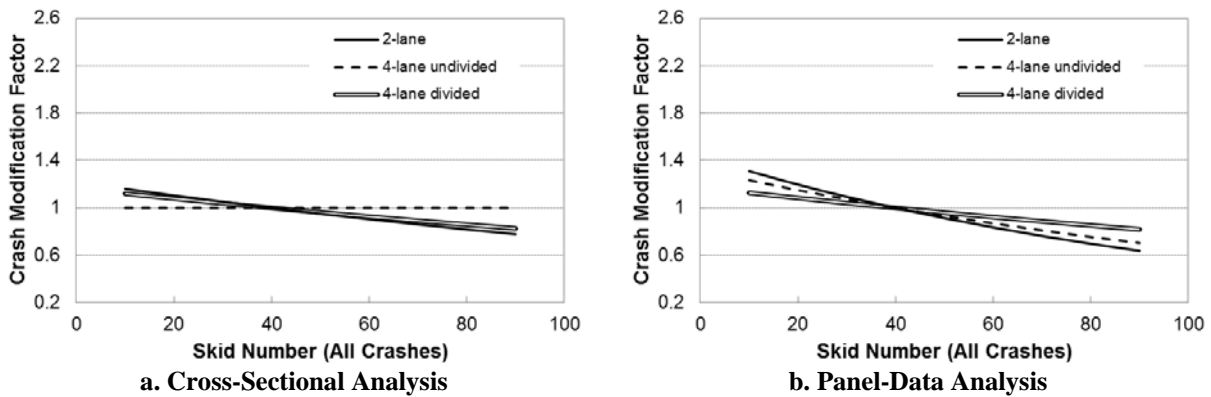 2.6
2.2
1.8
1.4
1
0.6
0.2
Crash Modification Factor
2-lane
4-lane undivided
4-lane divided
0 20 40 60 80 100
Skid Number (All Crashes)
a. Cross-Sectional Analysis
2.6
2.2
1.8
1.4
1
0.6
0.2
Crash Modification Factor
2-lane
4-lane undivided
4-lane divided
0 20 40 60 80 100
Skid Number (All Crashes)
b. Panel-Data Analysis